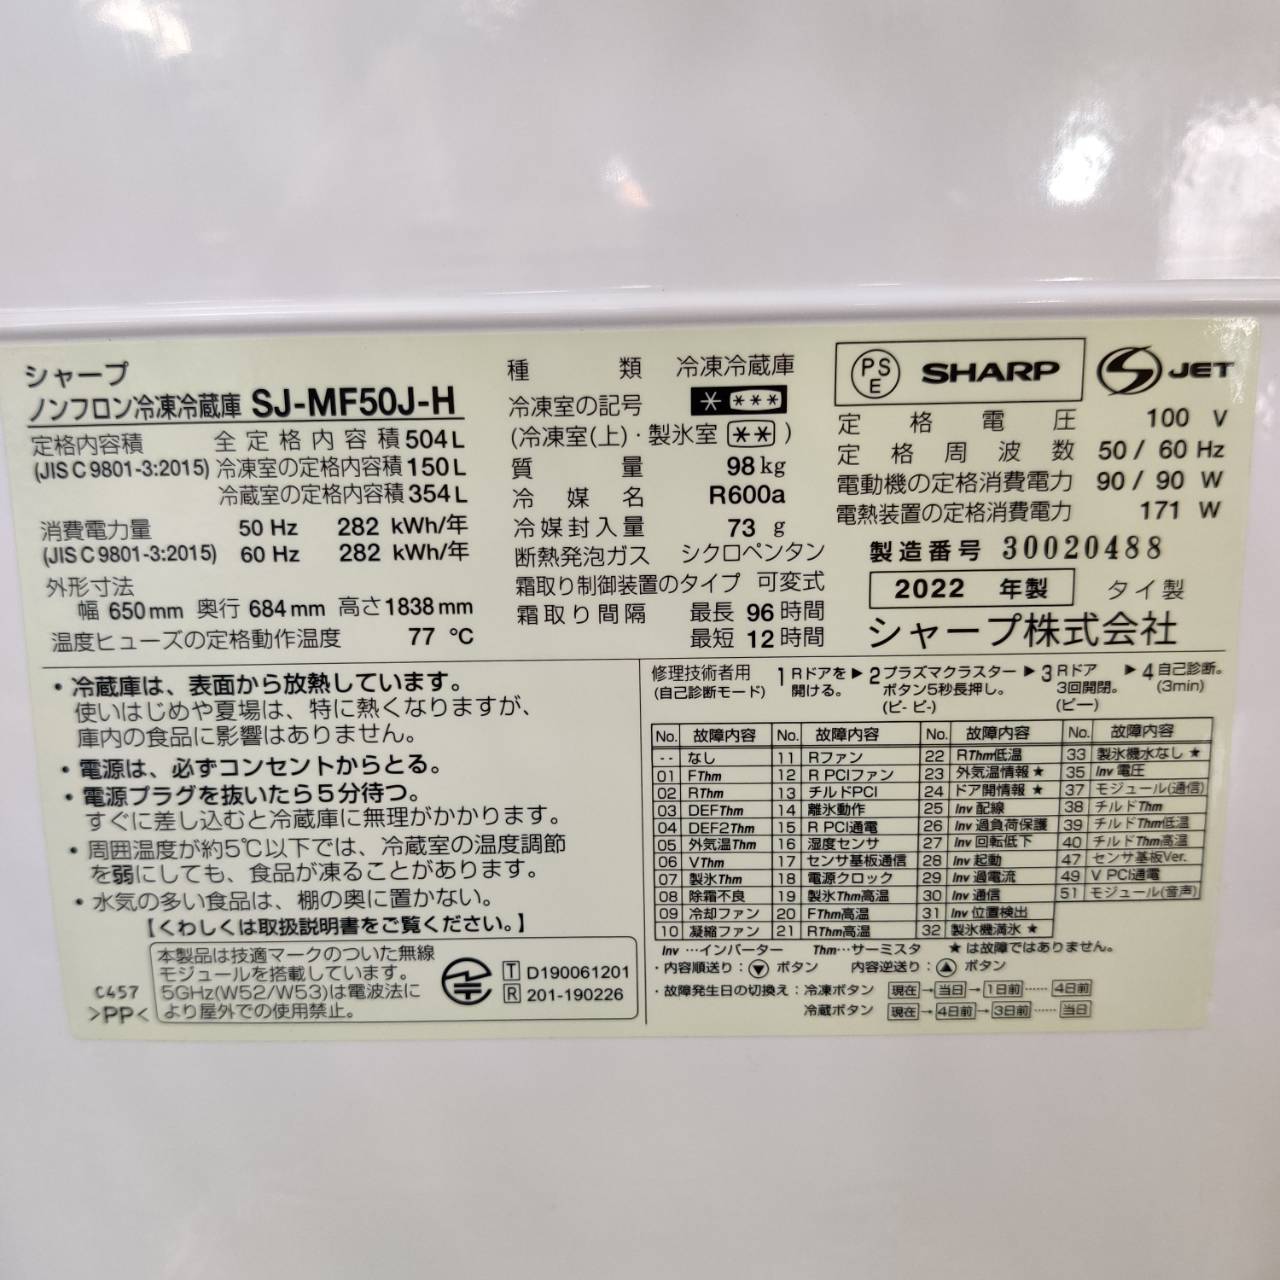 シャープ
ノンフロン冷凍冷蔵庫 SJ-MF50J-H
定格内容積 全定格内容積 504 L
(JIS C 9801-3:2015) 冷凍室の定格内容積 150 L
冷蔵室の定格内容積 354 L
消費電力量 50 Hz 282 kWh/年
(JIS C 9801-3:2015) 60 Hz 282 kWh/年
外形寸法
幅 650 mm 奥行 684 mm 高さ 1838 mm
温度ヒューズの定格動作温度 77 ℃
種類 冷凍冷蔵庫
冷凍室の記号 * ***
(冷凍室(上)・製氷室 ** )
質量 98 kg
冷媒名 R600a
冷媒封入量 73 g
断熱発泡ガス シクロペンタン
霜取り制御装置のタイプ 可変式
霜取り間隔 最長 96 時間
最短 12 時間
PS E SHARP S JET
定格電圧 100 V
定格周波数 50 / 60 Hz
電動機の定格消費電力 90 / 90 W
電熱装置の定格消費電力 171 W
製造番号 30020488
2022 年製 タイ製
シャープ株式会社
・冷蔵庫は、表面から放熱しています。
使いはじめや夏場は、特に熱くなりますが、
庫内の食品に影響はありません。
・電源は、必ずコンセントからとる。
・電源プラグを抜いたら5分待つ。
すぐに差し込むと冷蔵庫に無理がかかります。
・周囲温度が約5℃以下では、冷蔵室の温度調節
を弱にしても、食品が凍ることがあります。
・水気の多い食品は、棚の奥に置かない。
【くわしくは取扱説明書をご覧ください。】
C457
>PP<
本製品は技適マークのついた無線
モジュールを搭載しています。
5GHz(W52/W53)は電波法に
より屋外での使用禁止。
T D190061201
R 201-190226
修理技術者用 1 Rドアを ▶ 2 プラズマクラスター ▶ 3 Rドア ▶ 4 自己診断。
(自己診断モード) 開ける。 ボタン5秒長押し。 3回開閉。 (3min)
(ピ- ピ-) (ピー)
No. 故障内容 No. 故障内容 No. 故障内容 No. 故障内容
-- なし 11 Rファン 22 RThm低温 33 製氷機水なし ★
01 FThm 12 R PCIファン 23 外気温情報 ★ 35 Inv 電圧
02 RThm 13 チルドPCI 24 ドア開情報 ★ 37 モジュール(通信)
03 DEFThm 14 離氷動作 25 Inv 配線 38 チルドThm
04 DEF2Thm 15 R PCI通電 26 Inv 過負荷保護 39 チルドThm低温
05 外気温Thm 16 湿度センサ 27 Inv 回転低下 40 チルドThm高温
06 VThm 17 センサ基板通信 28 Inv 起動 47 センサ基板Ver.
07 製氷Thm 18 電源クロック 29 Inv 過電流 49 V PCI通電
08 除霜不良 19 製氷Thm高温 30 Inv 通信 51 モジュール(音声)
09 冷却ファン 20 FThm高温 31 Inv 位置検出
10 凝縮ファン 21 RThm高温 32 製氷機満氷 ★
Inv …インバーター Thm…サーミスタ ★は故障ではありません。
・内容順送り：▼ ボタン 内容逆送り：▲ ボタン
・故障発生日の切換え：冷凍ボタン 現在→当日→1日前……4日前
冷蔵ボタン 現在→4日前→3日前……当日